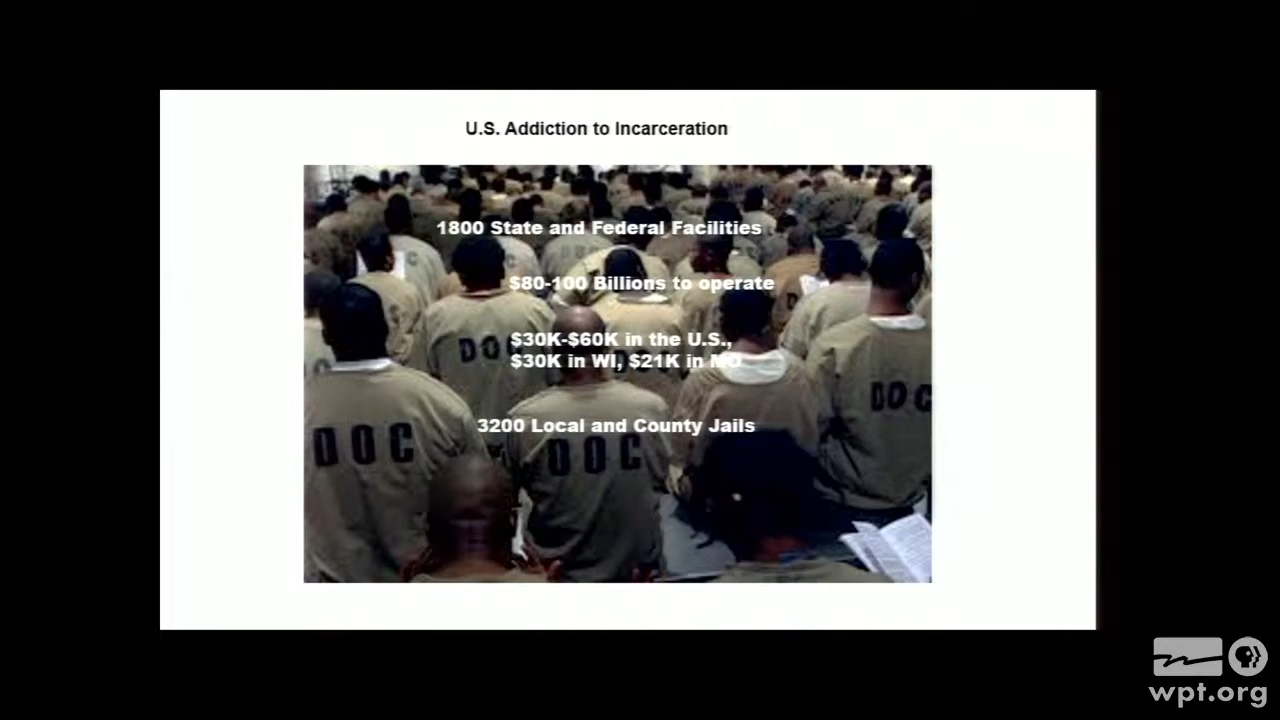 U.S. Addiction to Incarceration
1800 State and Federal Facilities
$80-100 Billions to operate
$30K-$60K in the U.S.,
$30K in WI, $21K in MO
3200 Local and County Jails
DOC
DOC
DOC
DOC
wpt.org